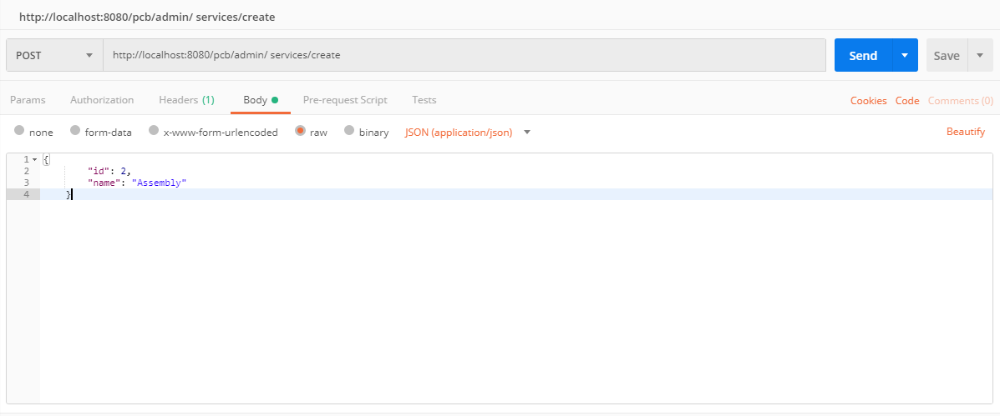 http://localhost:8080/pcb/admin/ services/create
POST http://localhost:8080/pcb/admin/ services/create Send Save
Params Authorization Headers (1) Body Pre-request Script Tests Cookies Code Comments (0)
none form-data x-www-form-urlencoded raw binary JSON (application/json) Beautify
1 {
2 "id": 2,
3 "name": "Assembly"
4 }